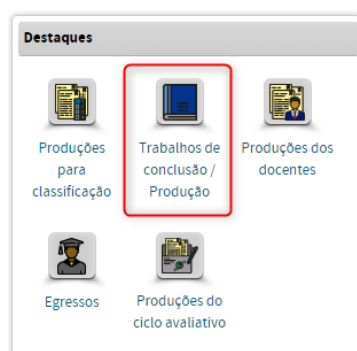 Destaques
Produções
para
classificação
Trabalhos de
conclusão /
Produção
Produções dos
docentes
Egressos
Produções do
ciclo avaliativo